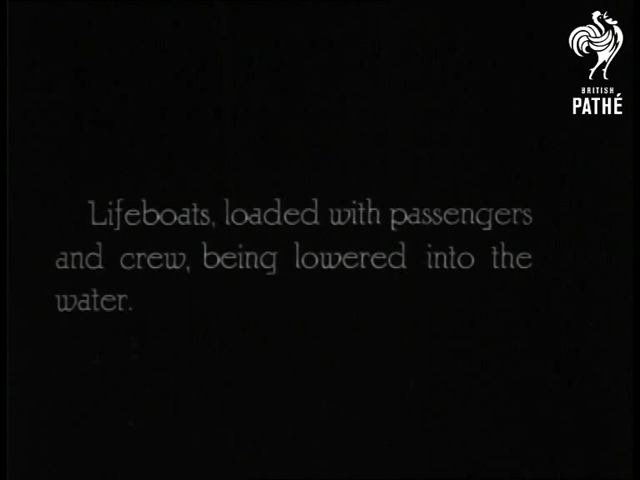 BRITISH
PATHÉ
Lifeboats, loaded with passengers
and crew, being lowered into the
water.